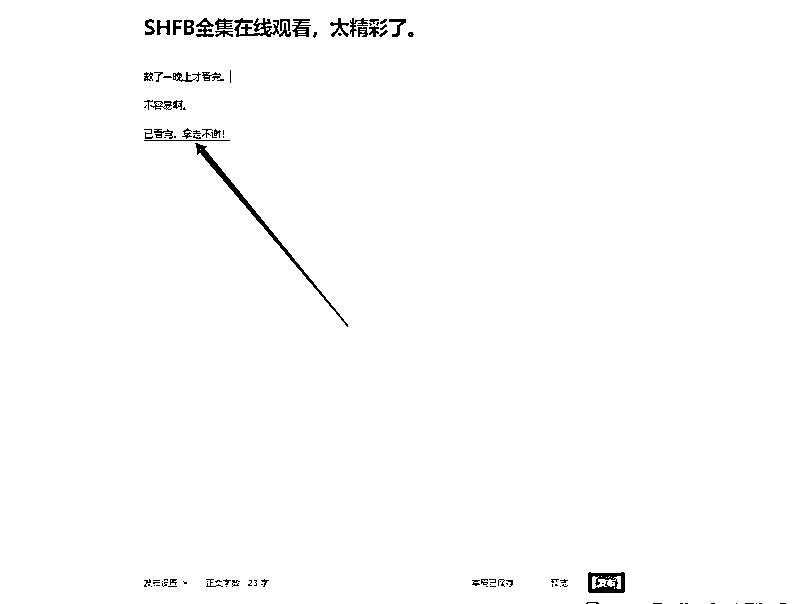 SHFB全集在线观看，太精彩了。
熬了一晚上才看完。
不容易啊。
已看完，拿走不谢！
发布设置 正文字数 23 字 草稿已保存 预览 发布